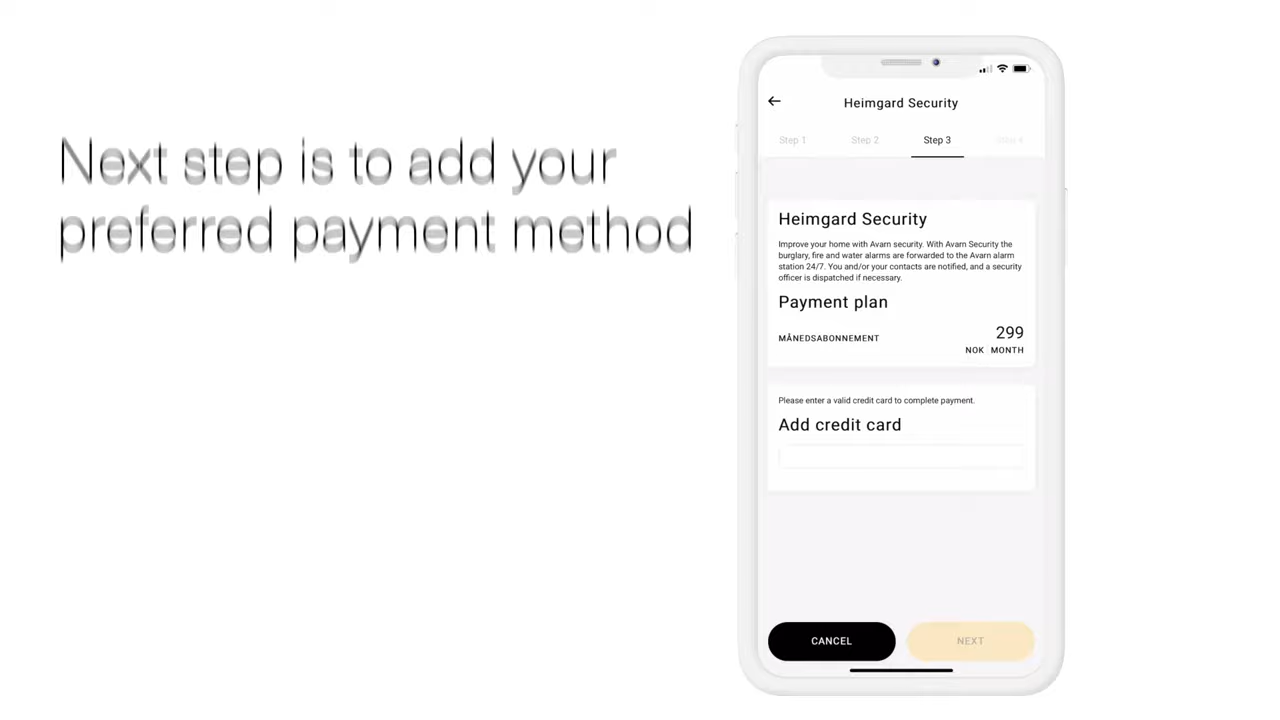 Next step is to add your
preferred payment method
Heimgard Security
Step 1 Step 2 Step 3 Step 4
Heimgard Security
Improve your home with Avarn security. With Avarn Security the
burglary, fire and water alarms are forwarded to the Avarn alarm
station 24/7. You and/or your contacts are notified, and a security
officer is dispatched if necessary.
Payment plan
MÅNEDSABONNEMENT 299
NOK MONTH
Please enter a valid credit card to complete payment.
Add credit card
CANCEL NEXT